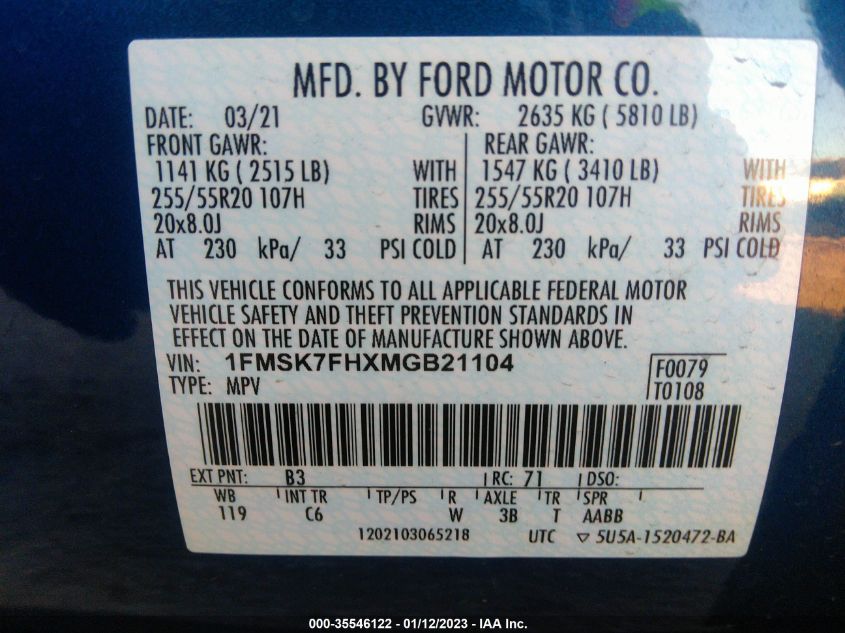 MFD. BY FORD MOTOR CO.
DATE: 03/21 GVWR: 2635 KG ( 5810 LB)
FRONT GAWR: REAR GAWR:
1141 KG ( 2515 LB) WITH 1547 KG ( 3410 LB) WITH
255/55R20 107H TIRES 255/55R20 107H TIRES
20x8.0J RIMS 20x8.0J RIMS
AT 230 kPa/ 33 PSI COLD AT 230 kPa/ 33 PSI COLD
THIS VEHICLE CONFORMS TO ALL APPLICABLE FEDERAL MOTOR
VEHICLE SAFETY AND THEFT PREVENTION STANDARDS IN
EFFECT ON THE DATE OF MANUFACTURE SHOWN ABOVE.
VIN: 1FMSK7FHXMGB21104 F0079
TYPE: MPV T0108
EXT PNT: B3 RC: 71 DSO:
WB INT TR TP/PS R AXLE TR SPR
119 C6 W 3B T AABB
1202103065218 UTC ▽ 5U5A-1520472-BA
000-35546122 - 01/12/2023 - IAA Inc.